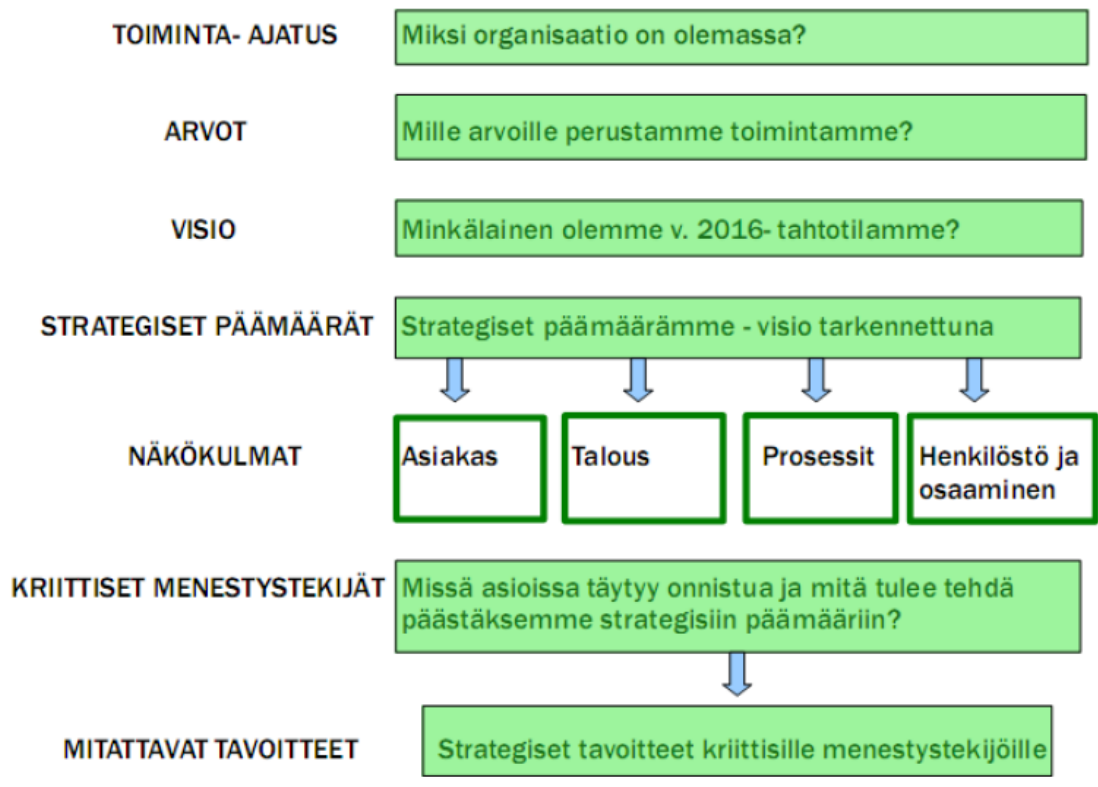 TOIMINTA- AJATUS
Miksi organisaatio on olemassa?
ARVOT
Mille arvoille perustamme toimintamme?
VISIO
Minkälainen olemme v. 2016- tahtotilamme?
STRATEGISET PÄÄMÄÄRÄT
Strategiset päämäärämme - visio tarkennettuna
NÄKÖKULMAT
Asiakas
Talous
Prosessit
Henkilöstö ja
osaaminen
KRIITTISET MENESTYSTEKIJÄT
Missä asioissa täytyy onnistua ja mitä tulee tehdä
päästäksemme strategisiin päämääriin?
MITATTAVAT TAVOITTEET
Strategiset tavoitteet kriittisille menestystekijöille